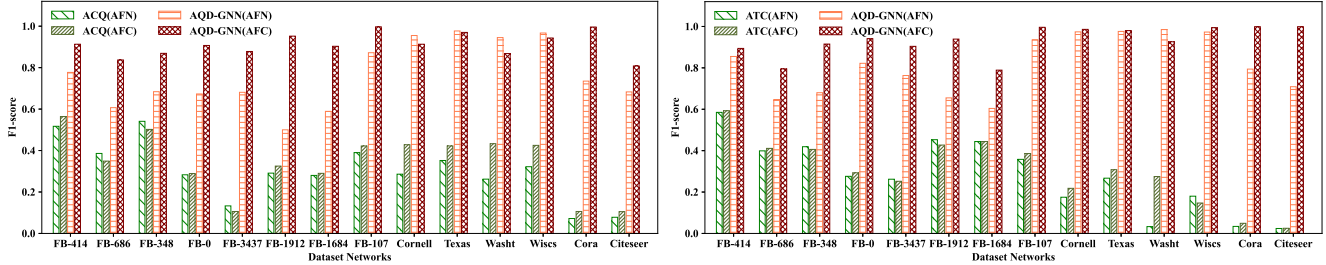 ACQ(AFN) AQD-GNN(AFN)
ACQ(AFC) AQD-GNN(AFC)
1.0
0.8
0.6
0.4
0.2
0.0
F1-score
FB-414 FB-686 FB-348 FB-0 FB-3437 FB-1912 FB-1684 FB-107 Cornell Texas Washt Wiscs Cora Citeseer
Dataset Networks
ATC(AFN) AQD-GNN(AFN)
ATC(AFC) AQD-GNN(AFC)
1.0
0.8
0.6
0.4
0.2
0.0
F1-score
FB-414 FB-686 FB-348 FB-0 FB-3437 FB-1912 FB-1684 FB-107 Cornell Texas Washt Wiscs Cora Citeseer
Dataset Networks